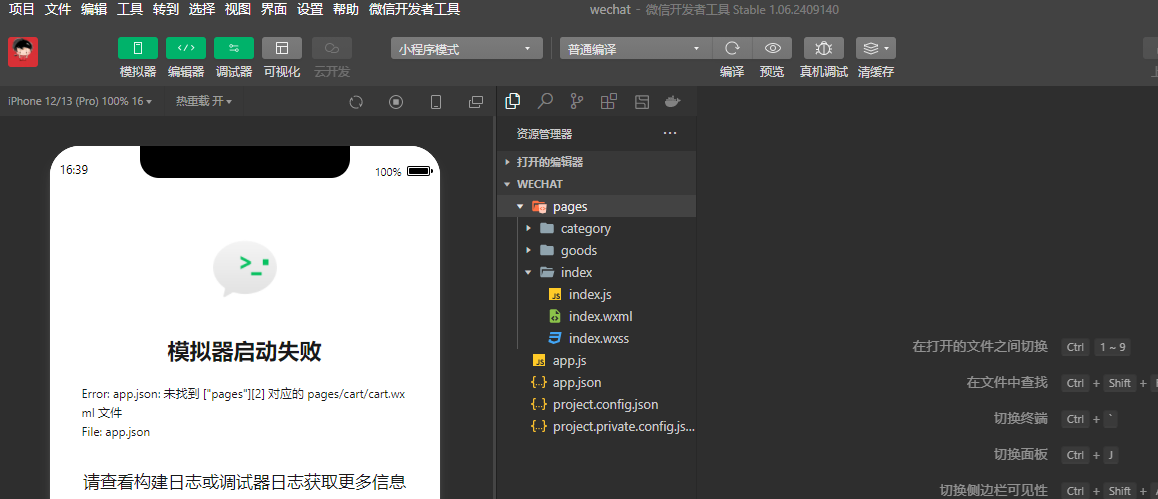 项目 文件 编辑 工具 转到 选择 视图 界面 设置 帮助 微信开发者工具
wechat - 微信开发者工具 Stable 1.06.2409140
小程序模式
普通编译
模拟器 编辑器 调试器 可视化 云开发
编译 预览 真机调试 清缓存
iPhone 12/13 (Pro) 100% 16
热重载 开
16:39
100%
模拟器启动失败
Error: app.json: 未找到 ["pages"][2] 对应的 pages/cart/cart.wx
ml 文件
File: app.json
请查看构建日志或调试器日志获取更多信息
资源管理器
打开的编辑器
WECHAT
pages
category
goods
index
index.js
index.wxml
index.wxss
app.js
app.json
project.config.json
project.private.config.js...
在打开的文件之间切换 Ctrl 1 ~ 9
在文件中查找 Ctrl + Shift +
切换终端 Ctrl + `
切换面板 Ctrl + J
切换侧边栏可见性 Ctrl + Shift +